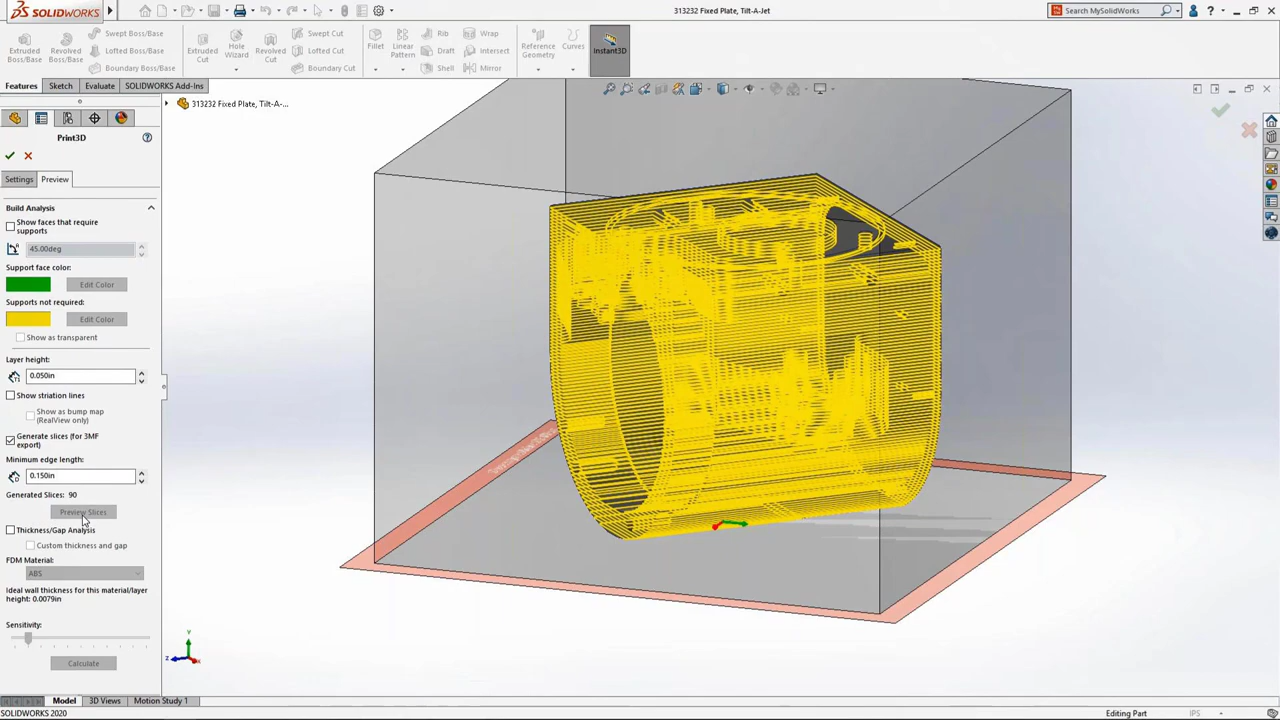 SOLIDWORKS
313232 Fixed Plate, Tilt-A-Jet
Search MySolidWorks
?
Extruded
Boss/Base
Revolved
Boss/Base
Swept Boss/Base
Lofted Boss/Base
Boundary Boss/Base
Extruded
Cut
Hole
Wizard
Revolved
Cut
Swept Cut
Lofted Cut
Boundary Cut
Fillet
Linear
Pattern
Rib
Draft
Shell
Wrap
Intersect
Mirror
Reference
Geometry
Curves
Instant3D
Features
Sketch
Evaluate
SOLIDWORKS Add-Ins
313232 Fixed Plate, Tilt-A-...
Print3D
?
Settings
Preview
Build Analysis
Show faces that require
supports
45.00deg
Support face color:
Edit Color
Supports not required:
Edit Color
Show as transparent
Layer height:
0.050in
Show striation lines
Show as bump map
(RealView only)
Generate slices (for 3MF
export)
Minimum edge length:
0.150in
Generated Slices: 90
Preview Slices
Thickness/Gap Analysis
Custom thickness and gap
FDM Material:
ABS
Ideal wall thickness for this material/layer
height: 0.0079in
Sensitivity:
Calculate
Y
Z
X
Model
3D Views
Motion Study 1
SOLIDWORKS 2020
Editing Part
IPS